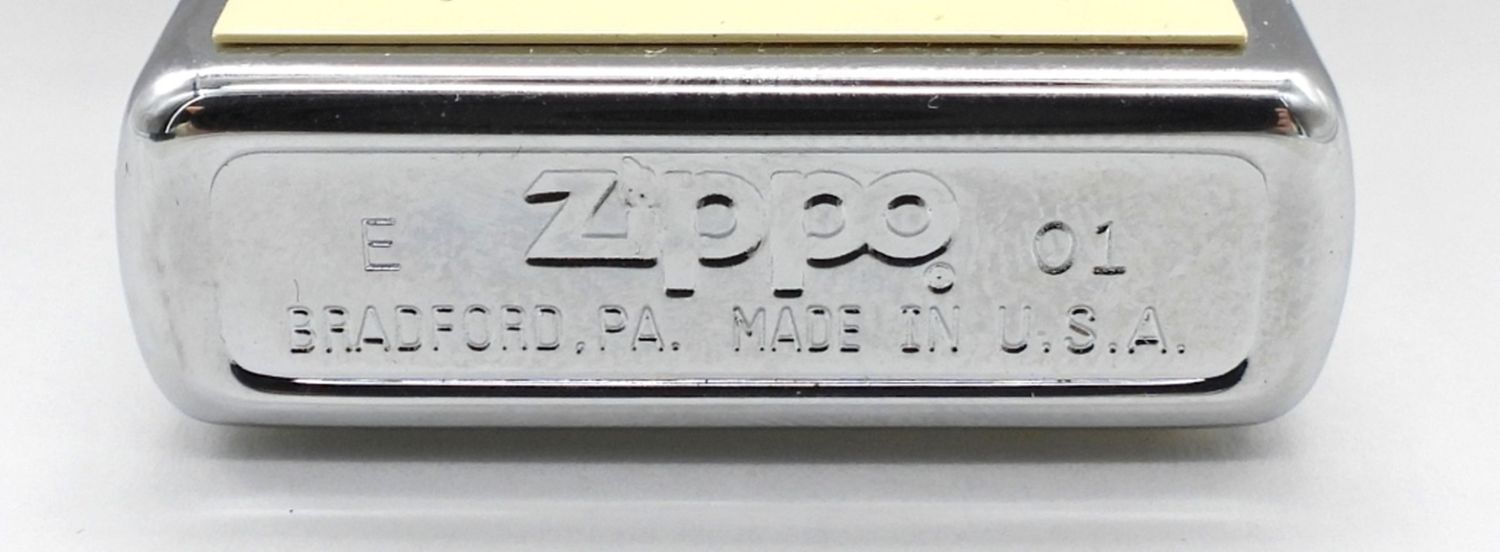 E Zippo ® 01
BRADFORD, PA. MADE IN U.S.A.